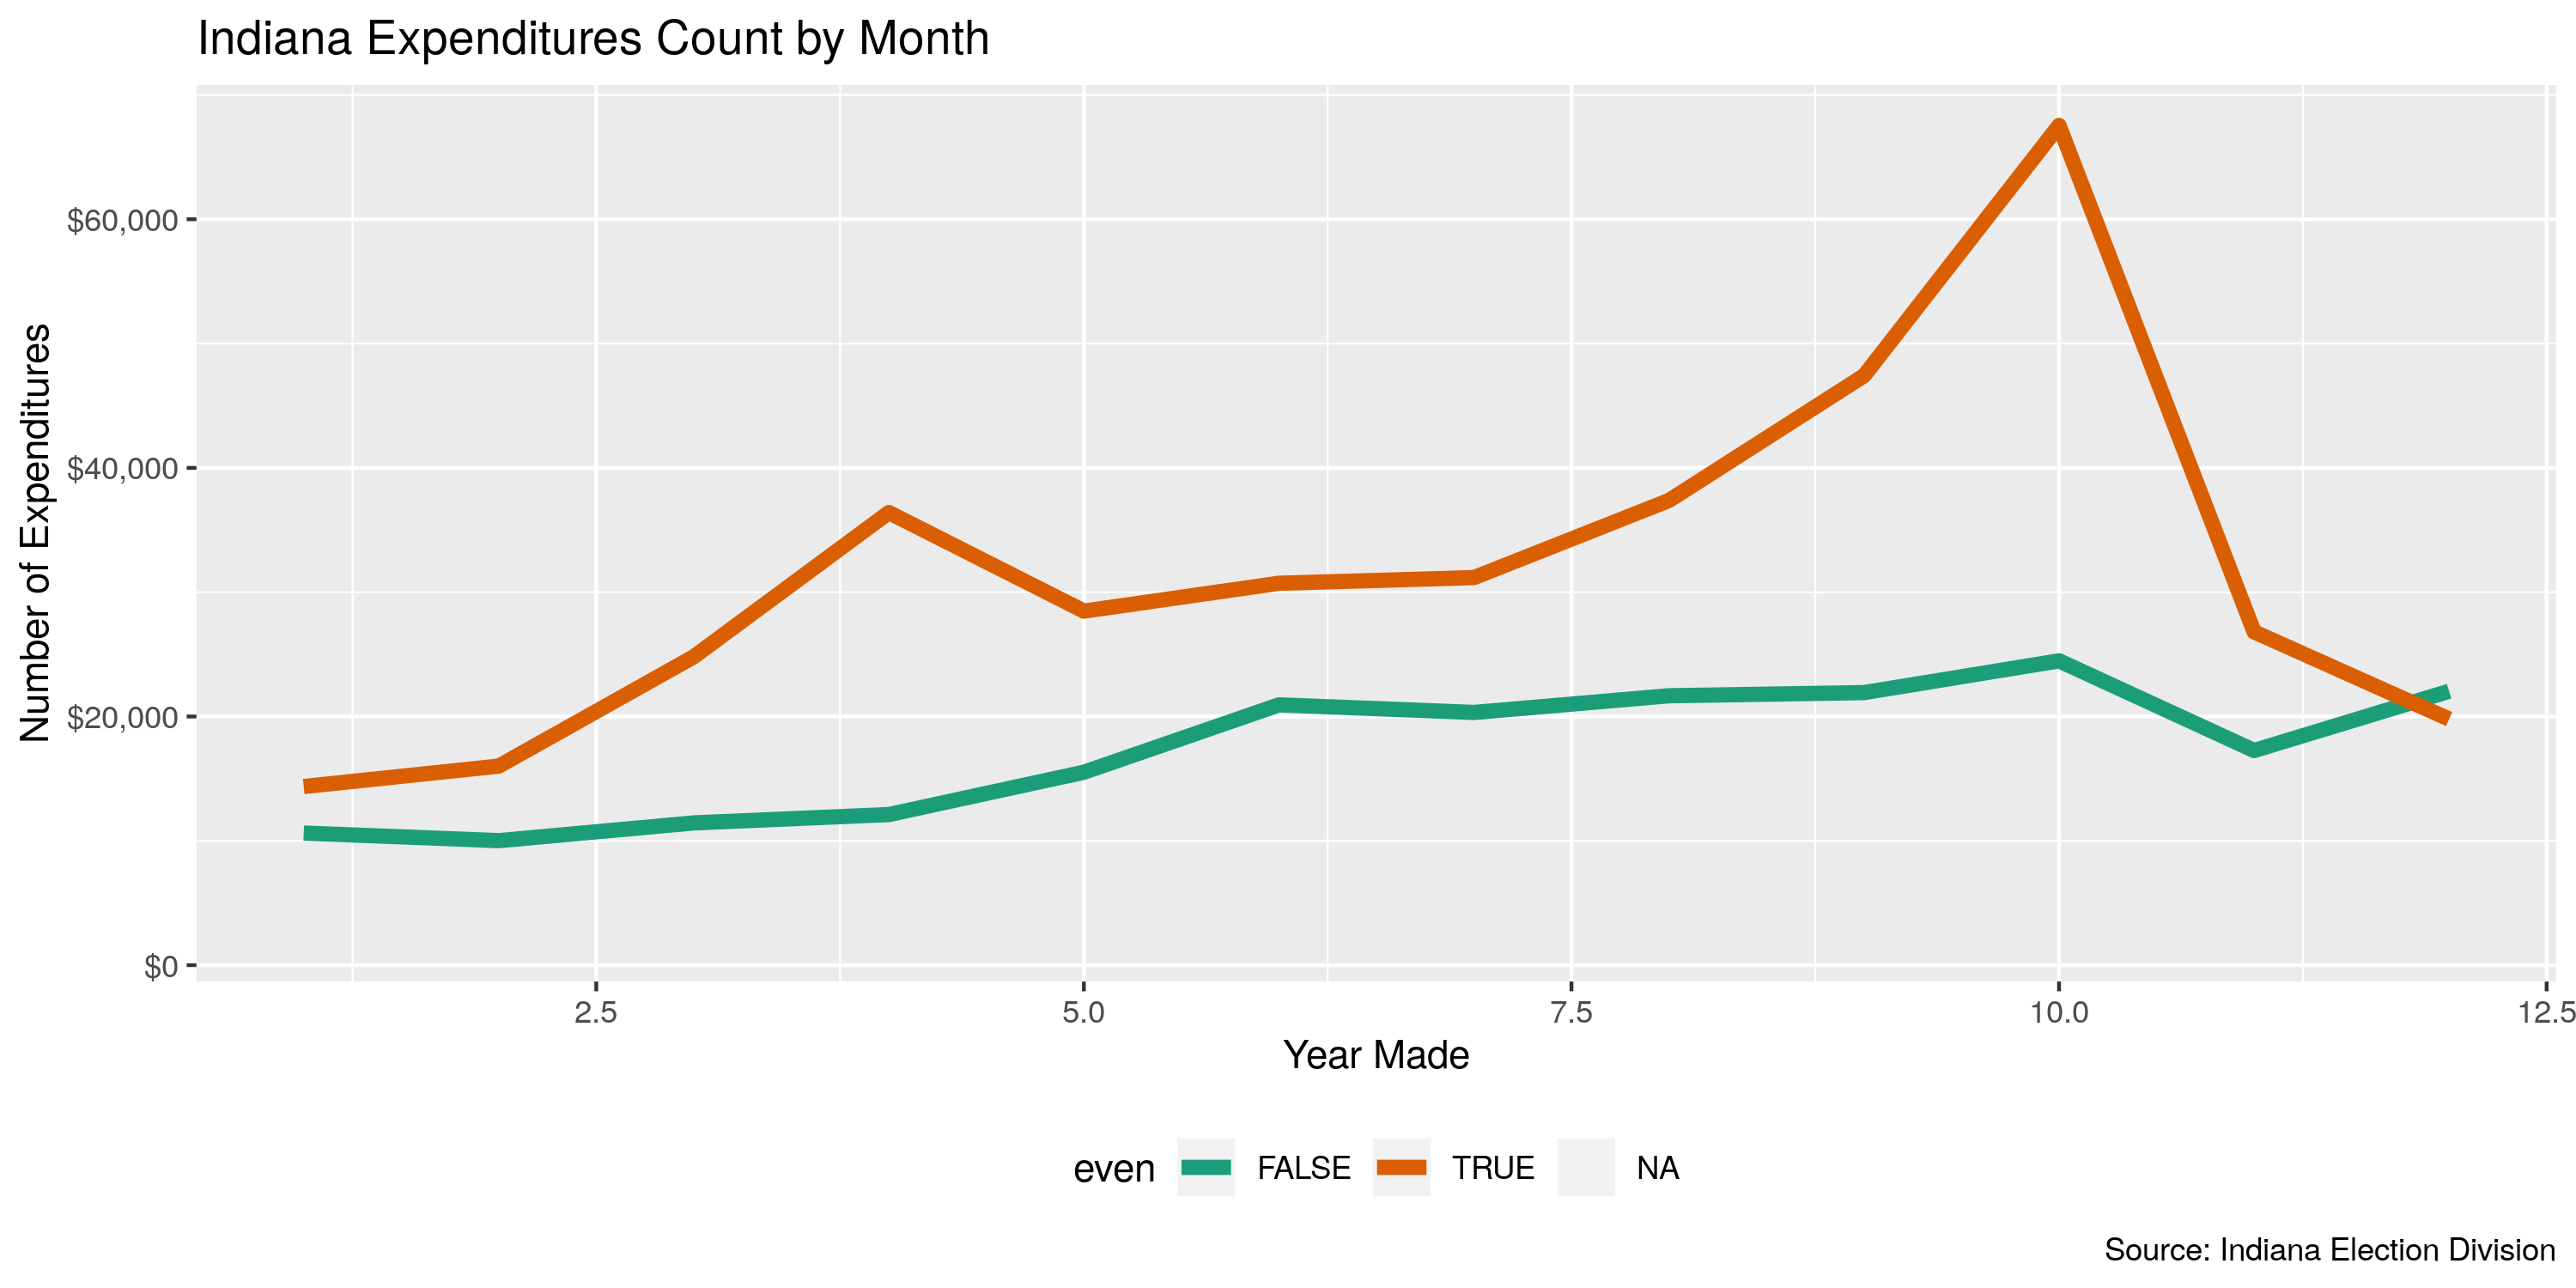 Indiana Expenditures Count by Month
Number of Expenditures
$60,000
$40,000
$20,000
$0
2.5 5.0 7.5 10.0 12.5
Year Made
even FALSE TRUE NA
Source: Indiana Election Division